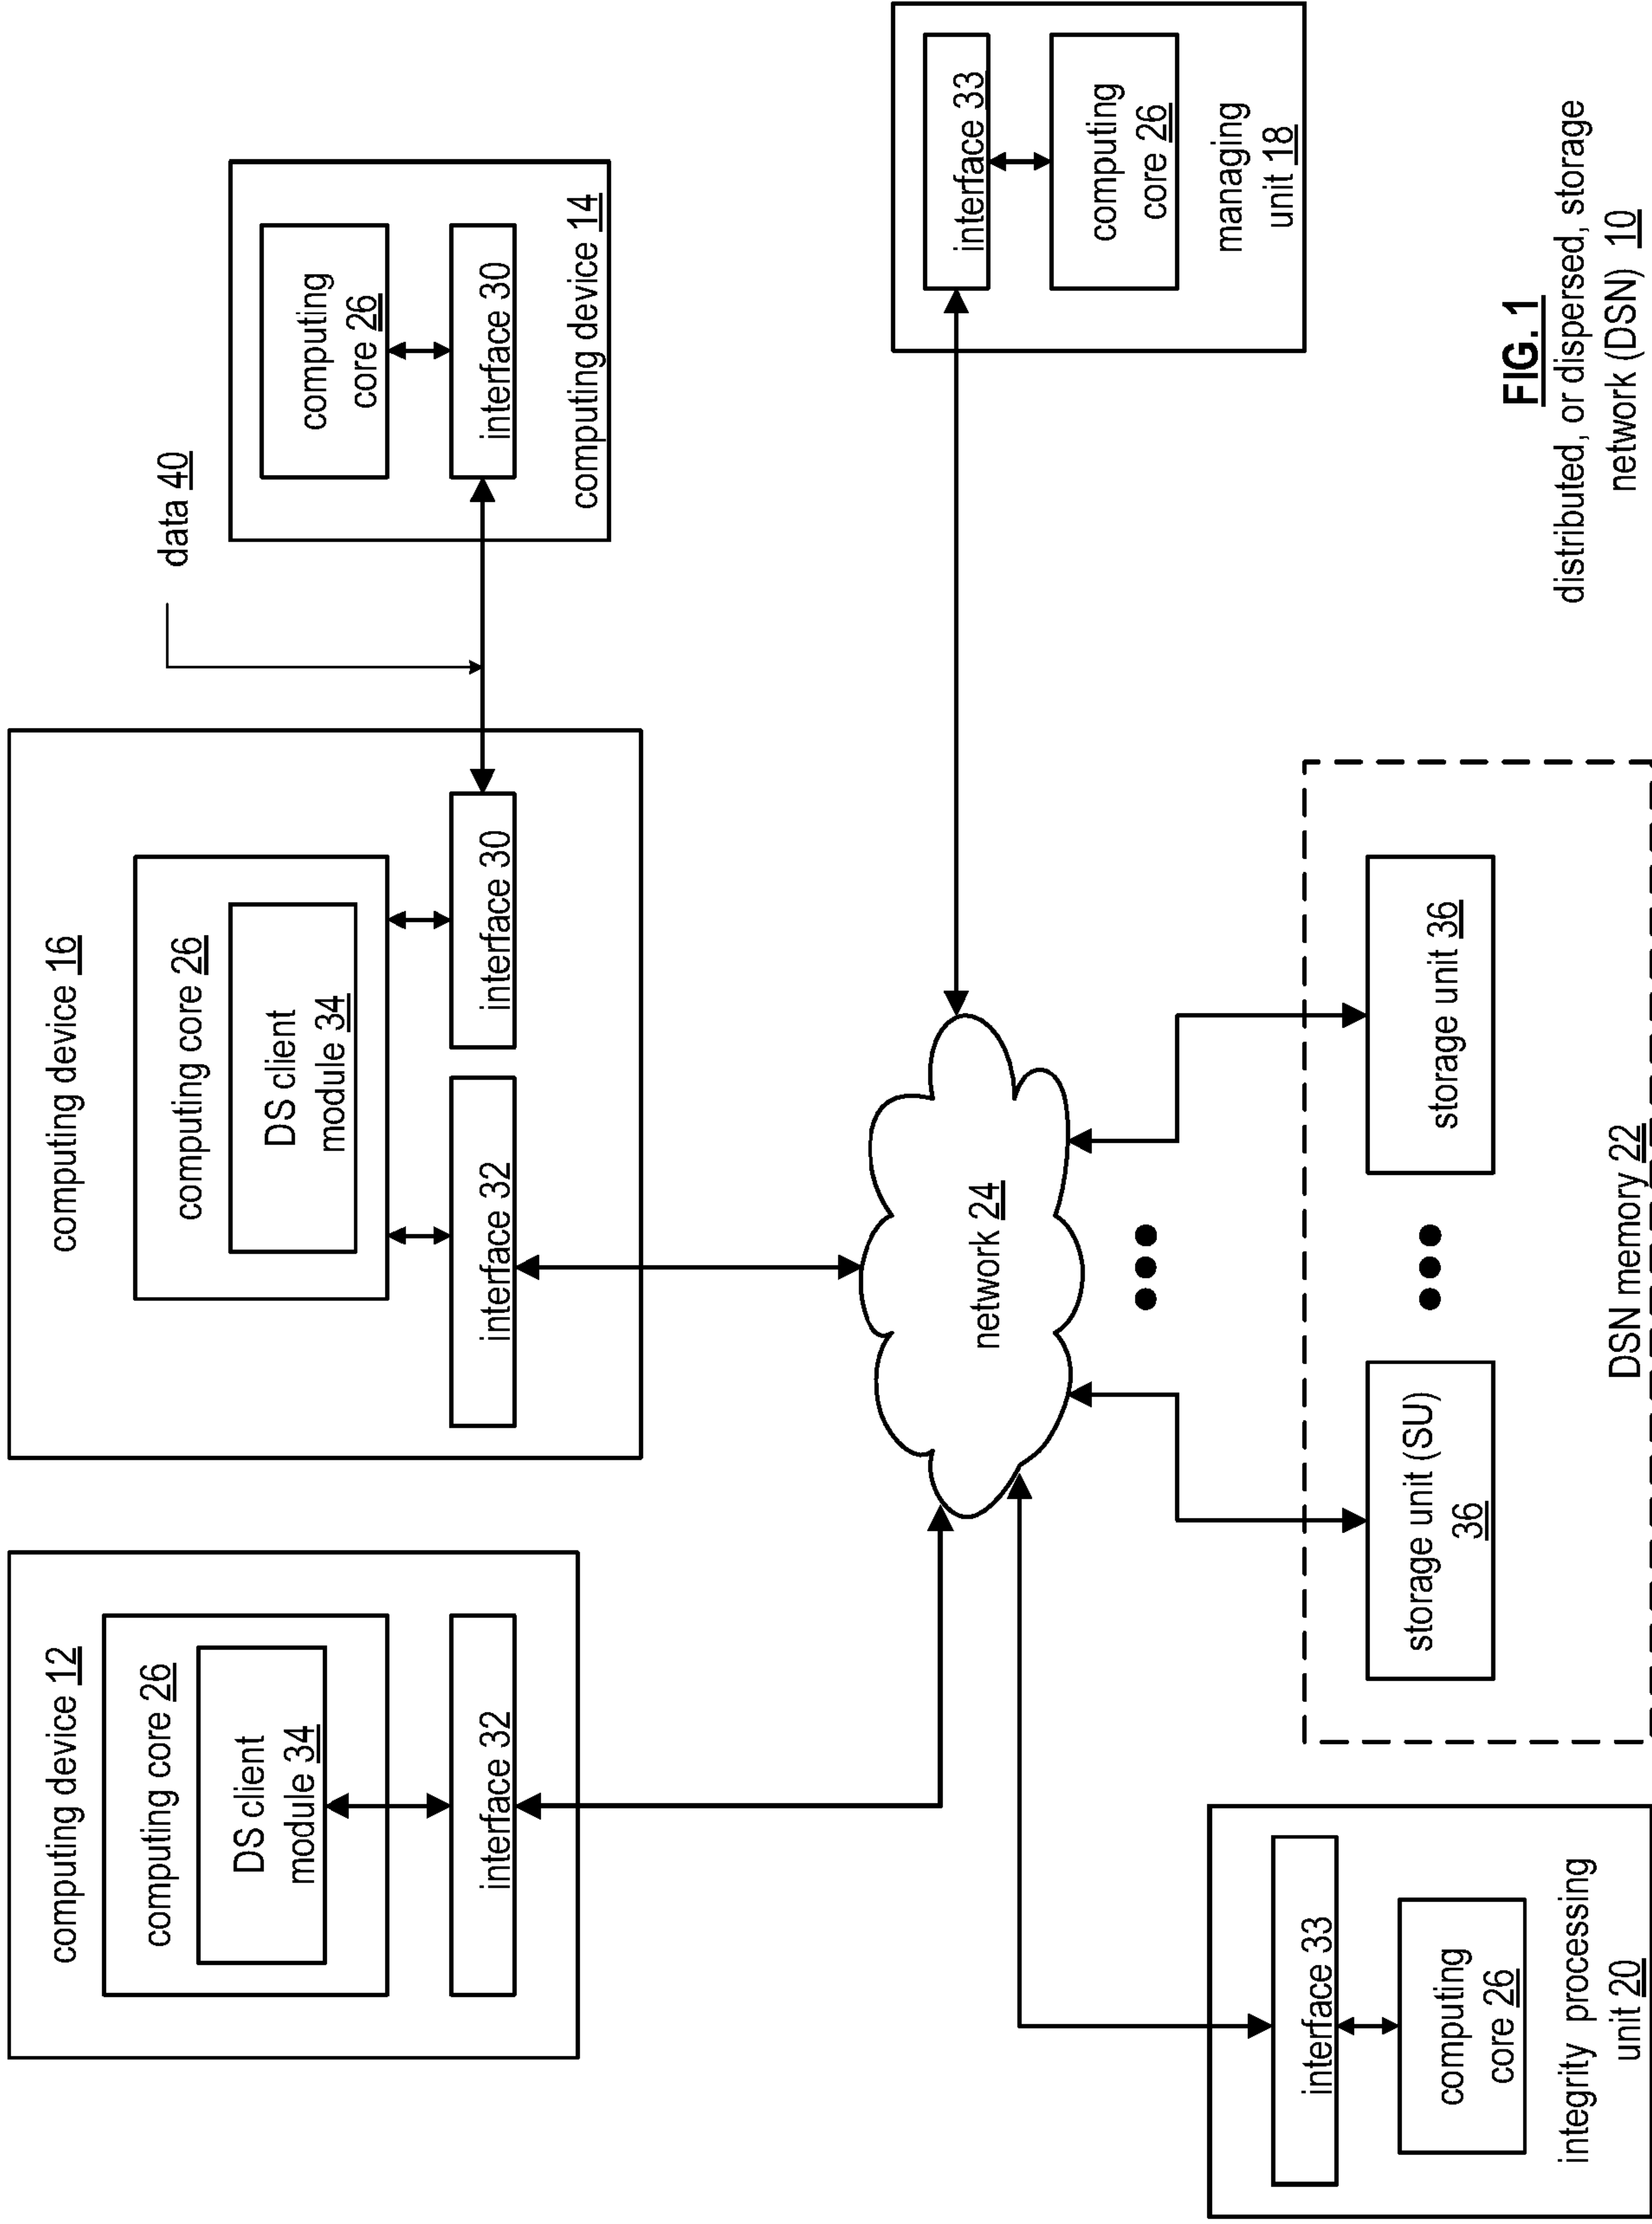 computing device 12
computing core 26
DS client
module 34
interface 32
computing device 16
computing core 26
DS client
module 34
interface 32
interface 30
data 40
computing
core 26
interface 30
computing device 14
network 24
interface 33
computing
core 26
managing
unit 18
interface 33
computing
core 26
integrity processing
unit 20
storage unit (SU)
36
storage unit 36
DSN memory 22
FIG. 1
distributed, or dispersed, storage
network (DSN) 10